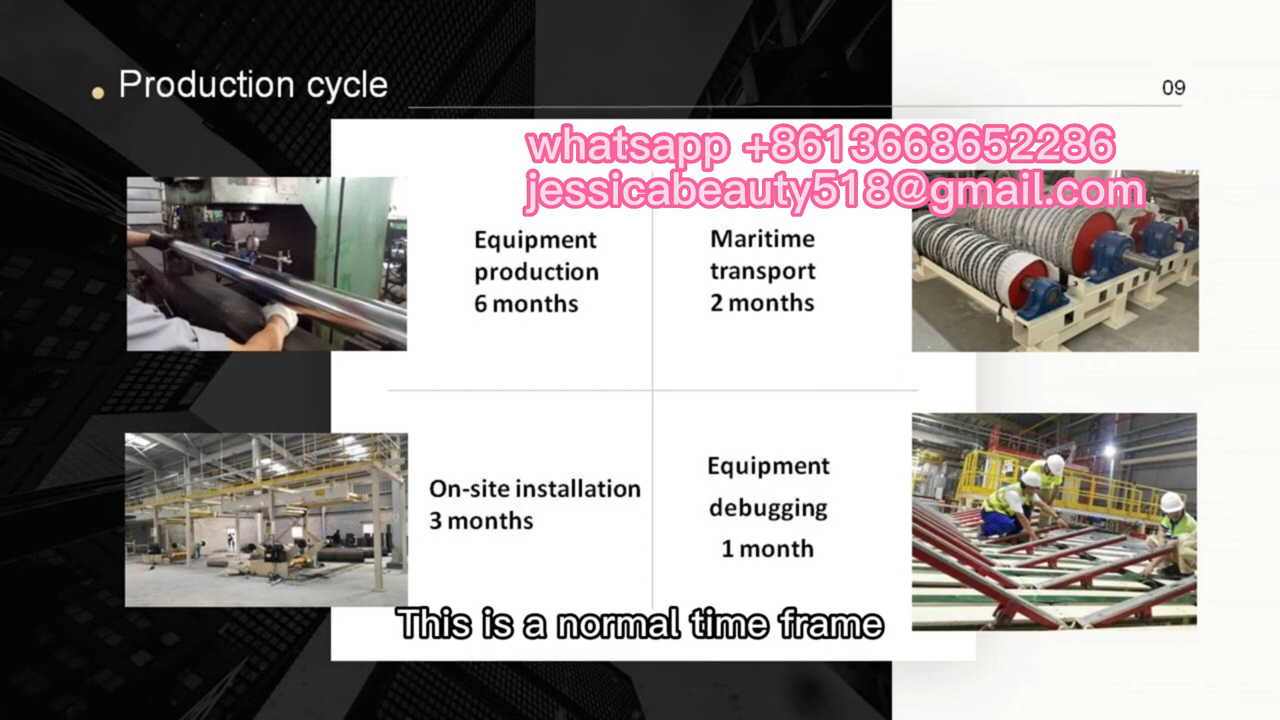 Production cycle
09
whatsapp +8613668652286
jessicabeauty518@gmail.com
Equipment
production
6 months
Maritime
transport
2 months
On-site installation
3 months
Equipment
debugging
1 month
This is a normal time frame